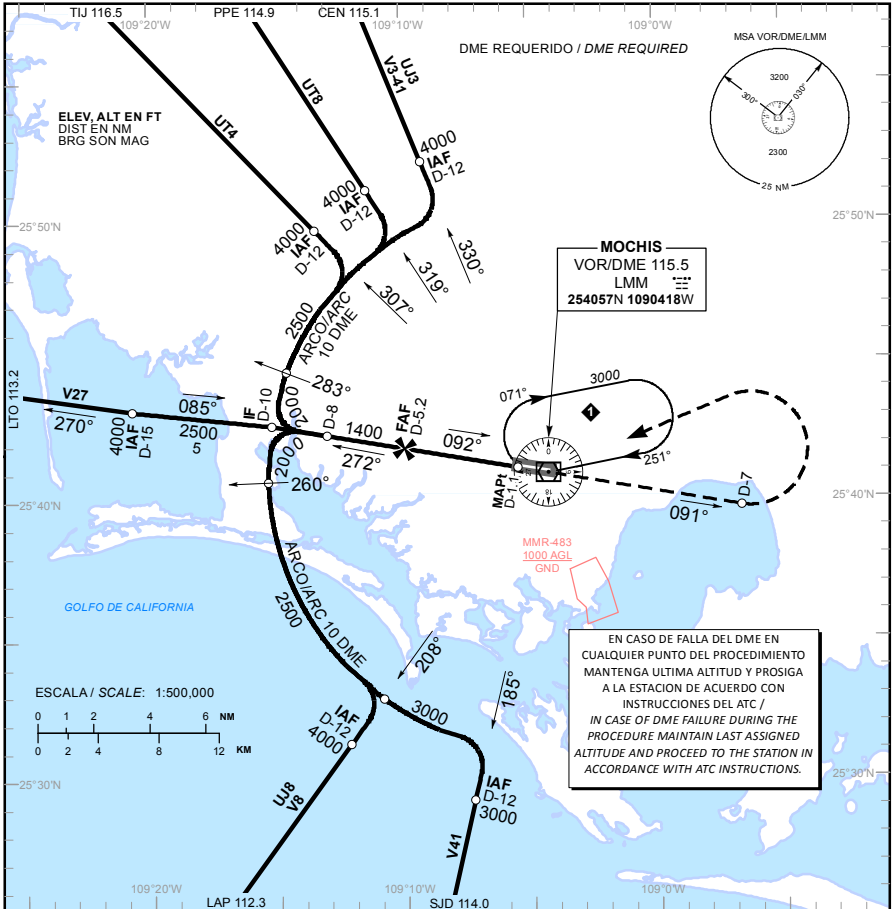 TIJ 116.5
PPE 114.9
CEN 115.1
109°20'W
109°10'W
109°0'W
DME REQUERIDO / DME REQUIRED
MSA VOR/DME/LMM
3200
300°
030°
2300
25 NM
ELEV, ALT EN FT
DIST EN NM
BRG SON MAG
UT4
UT8
UJ3
V3-41
4000
IAF
D-12
4000
IAF
D-12
4000
IAF
D-12
25°50'N
25°50'N
330°
319°
307°
MOCHIS
VOR/DME 115.5
LMM
254057N 1090418W
2500
ARCO/ARC
10 DME
283°
2000
LTO 113.2
V27
270°
085°
4000
IAF
D-15
2500
5
IF
D-10
D-8
1400
FAF
D-5.2
092°
272°
071°
3000
1
251°
0
18
MAPt
D-1.1
D-7
091°
2000
260°
25°40'N
25°40'N
MMR-483
1000 AGL
GND
GOLFO DE CALIFORNIA
ARCO/ARC 10 DME
2500
208°
185°
EN CASO DE FALLA DEL DME EN
CUALQUIER PUNTO DEL PROCEDIMIENTO
MANTENGA ULTIMA ALTITUD Y PROSIGA
A LA ESTACION DE ACUERDO CON
INSTRUCCIONES DEL ATC /
IN CASE OF DME FAILURE DURING THE
PROCEDURE MAINTAIN LAST ASSIGNED
ALTITUDE AND PROCEED TO THE STATION IN
ACCORDANCE WITH ATC INSTRUCTIONS.
ESCALA / SCALE: 1:500,000
0 1 2 4 6 NM
0 2 4 8 12 KM
3000
IAF
D-12
4000
IAF
D-12
3000
25°30'N
25°30'N
UJ8
V8
V41
109°20'W
109°10'W
109°0'W
LAP 112.3
SJD 114.0